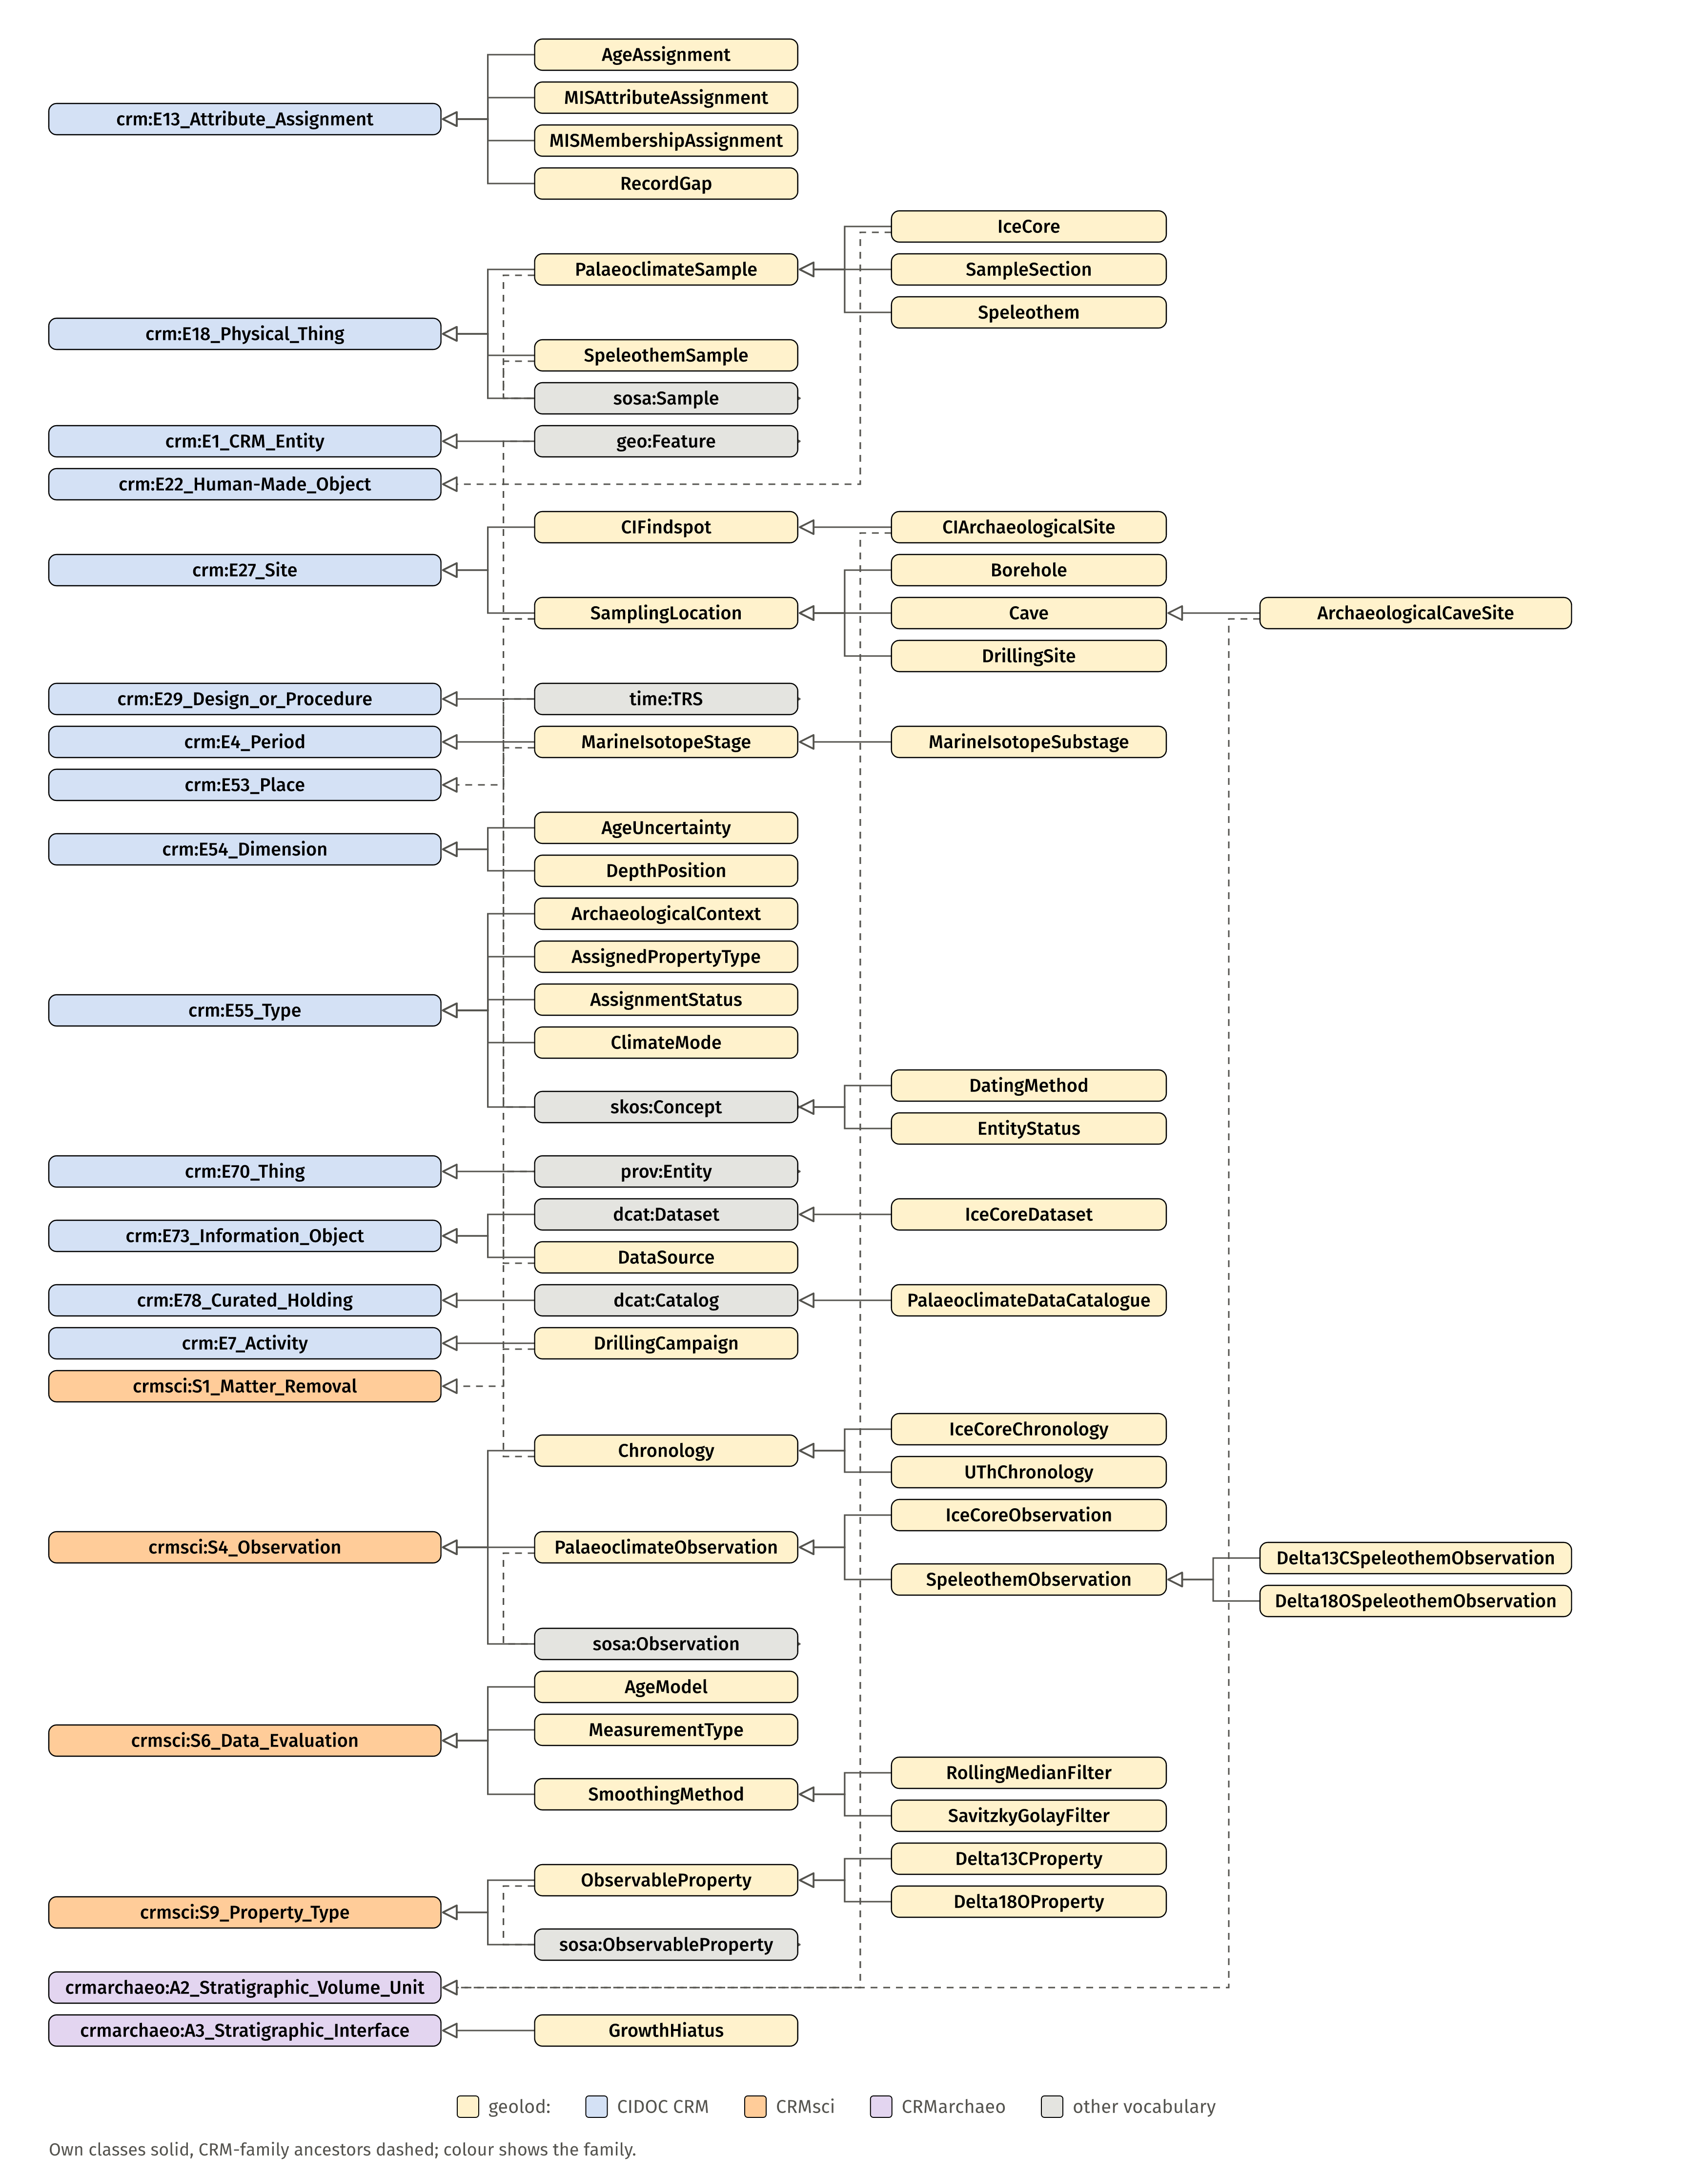 AgeAssignment
MISAttributeAssignment
crm:E13_Attribute_Assignment
MISMembershipAssignment
RecordGap
IceCore
PalaeoclimateSample
SampleSection
Speleothem
crm:E18_Physical_Thing
SpeleothemSample
sosa:Sample
crm:E1_CRM_Entity
geo:Feature
crm:E22_Human-Made_Object
CIFindspot
CIArchaeologicalSite
crm:E27_Site
Borehole
SamplingLocation
Cave
ArchaeologicalCaveSite
DrillingSite
crm:E29_Design_or_Procedure
time:TRS
crm:E4_Period
MarineIsotopeStage
MarineIsotopeSubstage
crm:E53_Place
AgeUncertainty
crm:E54_Dimension
DepthPosition
ArchaeologicalContext
AssignedPropertyType
AssignmentStatus
crm:E55_Type
ClimateMode
DatingMethod
skos:Concept
EntityStatus
crm:E70_Thing
prov:Entity
dcat:Dataset
IceCoreDataset
crm:E73_Information_Object
DataSource
crm:E78_Curated_Holding
dcat:Catalog
PalaeoclimateDataCatalogue
crm:E7_Activity
DrillingCampaign
crmsci:S1_Matter_Removal
IceCoreChronology
Chronology
UThChronology
IceCoreObservation
crmsci:S4_Observation
PalaeoclimateObservation
Delta13CSpeleothemObservation
SpeleothemObservation
Delta18OSpeleothemObservation
sosa:Observation
AgeModel
MeasurementType
crmsci:S6_Data_Evaluation
RollingMedianFilter
SmoothingMethod
SavitzkyGolayFilter
Delta13CProperty
ObservableProperty
Delta18OProperty
crmsci:S9_Property_Type
sosa:ObservableProperty
crmarchaeo:A2_Stratigraphic_Volume_Unit
crmarchaeo:A3_Stratigraphic_Interface
GrowthHiatus
geolod:
CIDOC CRM
CRMsci
CRMarchaeo
other vocabulary
Own classes solid, CRM-family ancestors dashed; colour shows the family.